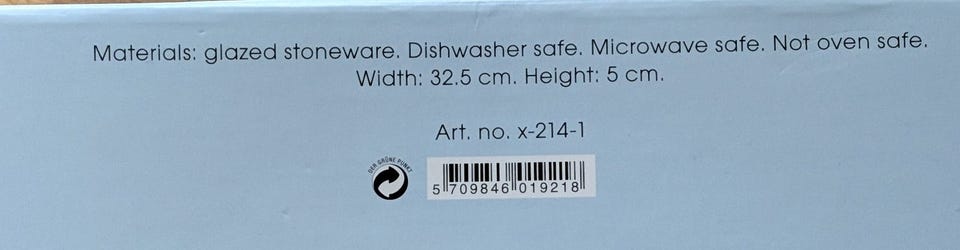 Materials: glazed stoneware. Dishwasher safe. Microwave safe. Not oven safe.
Width: 32.5 cm. Height: 5 cm.
Art. no. x-214-1
DER GRÜNE PUNKT
5 709846 019218